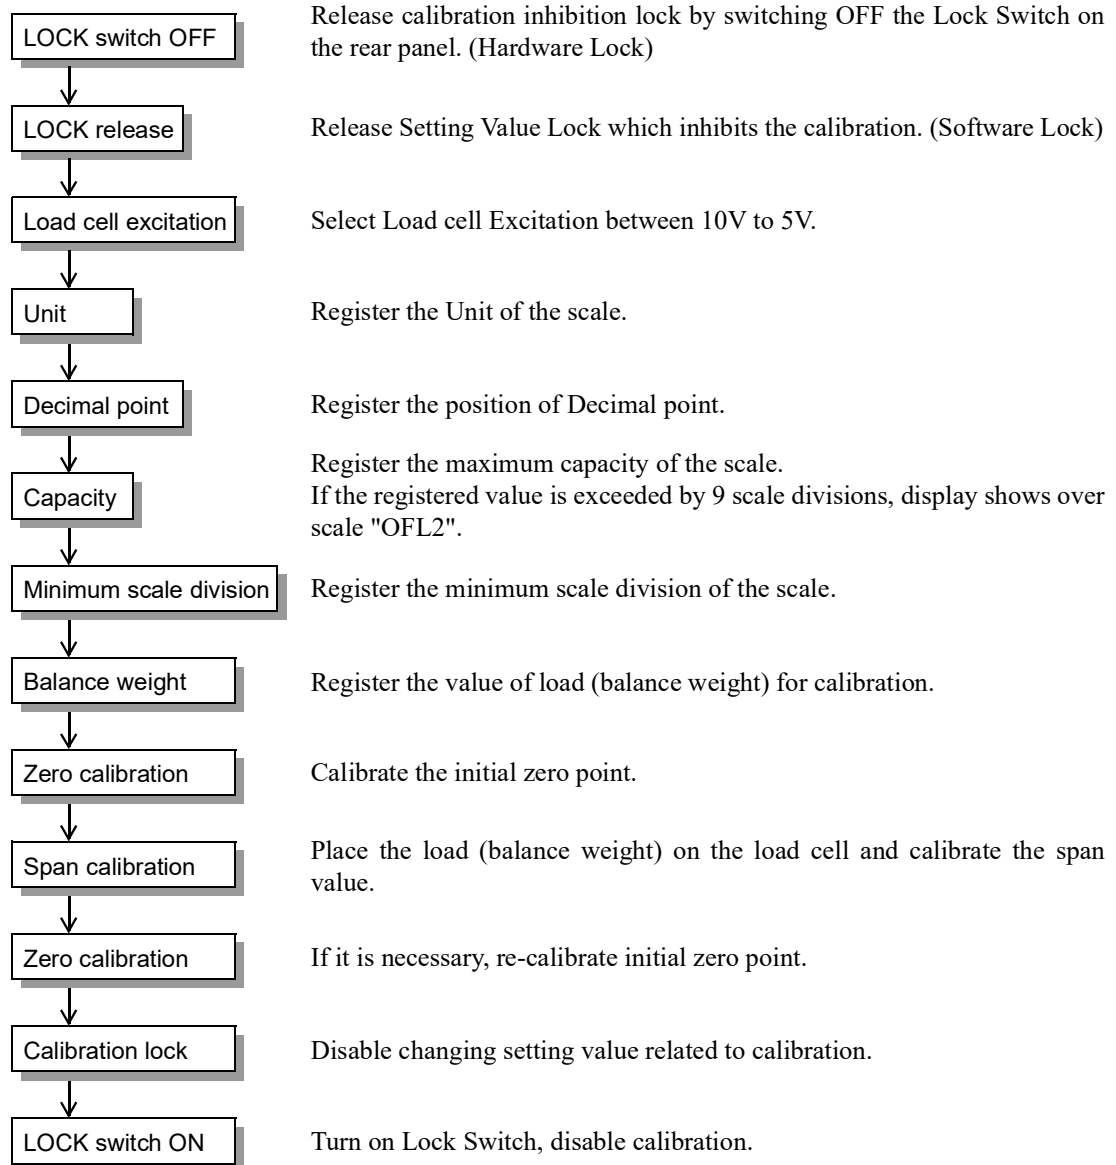 LOCK switch OFF
Release calibration inhibition lock by switching OFF the Lock Switch on
the rear panel. (Hardware Lock)
LOCK release
Release Setting Value Lock which inhibits the calibration. (Software Lock)
Load cell excitation
Select Load cell Excitation between 10V to 5V.
Unit
Register the Unit of the scale.
Decimal point
Register the position of Decimal point.
Capacity
Register the maximum capacity of the scale.
If the registered value is exceeded by 9 scale divisions, display shows over
scale "OFL2".
Minimum scale division
Register the minimum scale division of the scale.
Balance weight
Register the value of load (balance weight) for calibration.
Zero calibration
Calibrate the initial zero point.
Span calibration
Place the load (balance weight) on the load cell and calibrate the span
value.
Zero calibration
If it is necessary, re-calibrate initial zero point.
Calibration lock
Disable changing setting value related to calibration.
LOCK switch ON
Turn on Lock Switch, disable calibration.